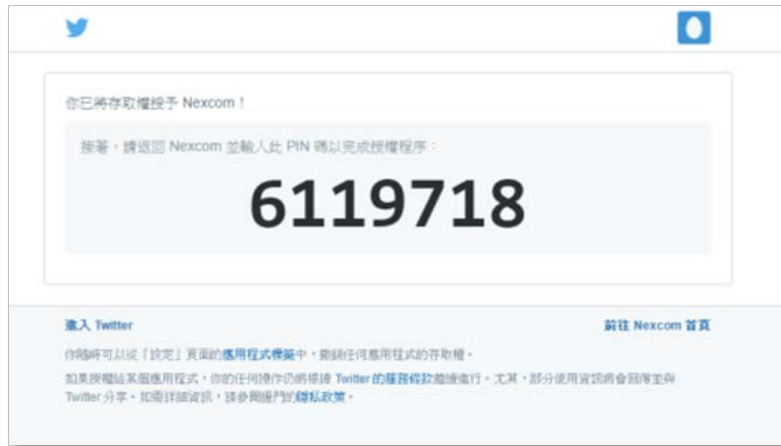 你已將存取權授予 Nexcom！
接著，請返回 Nexcom 並輸入此 PIN 碼以完成授權程序：
6119718
進入 Twitter
前往 Nexcom 首頁
你隨時可以從「設定」頁面的應用程式標籤中，撤銷任何應用程式的存取權。
如果授權給某個應用程式，你的任何操作仍將根據 Twitter 的服務條款繼續進行。尤其，部分使用資訊將會回傳並與
Twitter 分享。如需詳細資訊，請參閱我們的隱私政策。